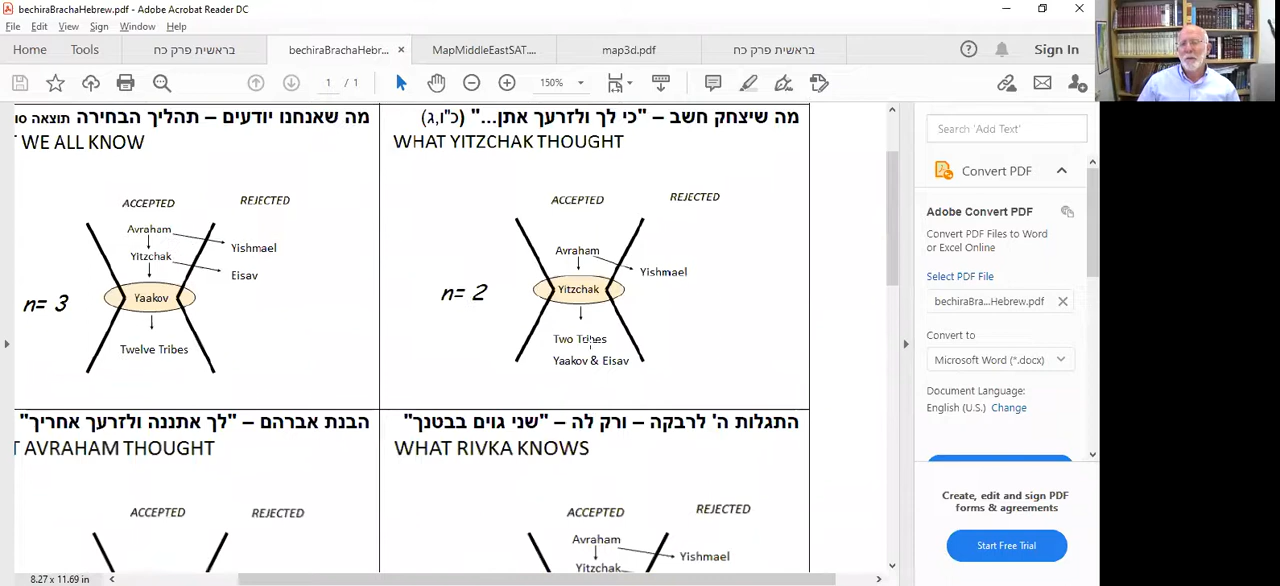 bechiraBrachaHebrew.pdf - Adobe Acrobat Reader DC
File Edit View Sign Window Help
Home Tools בראשית פרק כח bechiraBrachaHebr... × MapMiddleEastSAT.... map3d.pdf בראשית פרק כח Sign In
1 / 1 150%
מה שאנחנו יודעים – תהליך הבחירה תוצאה סו
WE ALL KNOW
ACCEPTED
REJECTED
Avraham
Yishmael
Yitzchak
Eisav
n= 3
Yaakov
Twelve Tribes
מה שיצחק חשב – "כי לך ולזרעך אתן..." (כ"ו,ג)
WHAT YITZCHAK THOUGHT
ACCEPTED
REJECTED
Avraham
Yishmael
n= 2
Yitzchak
Two Tribes
Yaakov & Eisav
הבנת אברהם – "לך אתננה ולזרעך אחריך"
T AVRAHAM THOUGHT
ACCEPTED
REJECTED
התגלות ה' לרבקה – ורק לה – "שני גוים בבטנך"
WHAT RIVKA KNOWS
ACCEPTED
REJECTED
Avraham
Yishmael
Yitzchak
8.27 x 11.69 in
Search 'Add Text'
Convert PDF
Adobe Convert PDF
Convert PDF Files to Word
or Excel Online
Select PDF File
bechiraBra...Hebrew.pdf ×
Convert to
Microsoft Word (*.docx)
Document Language:
English (U.S.) Change
Create, edit and sign PDF
forms & agreements
Start Free Trial